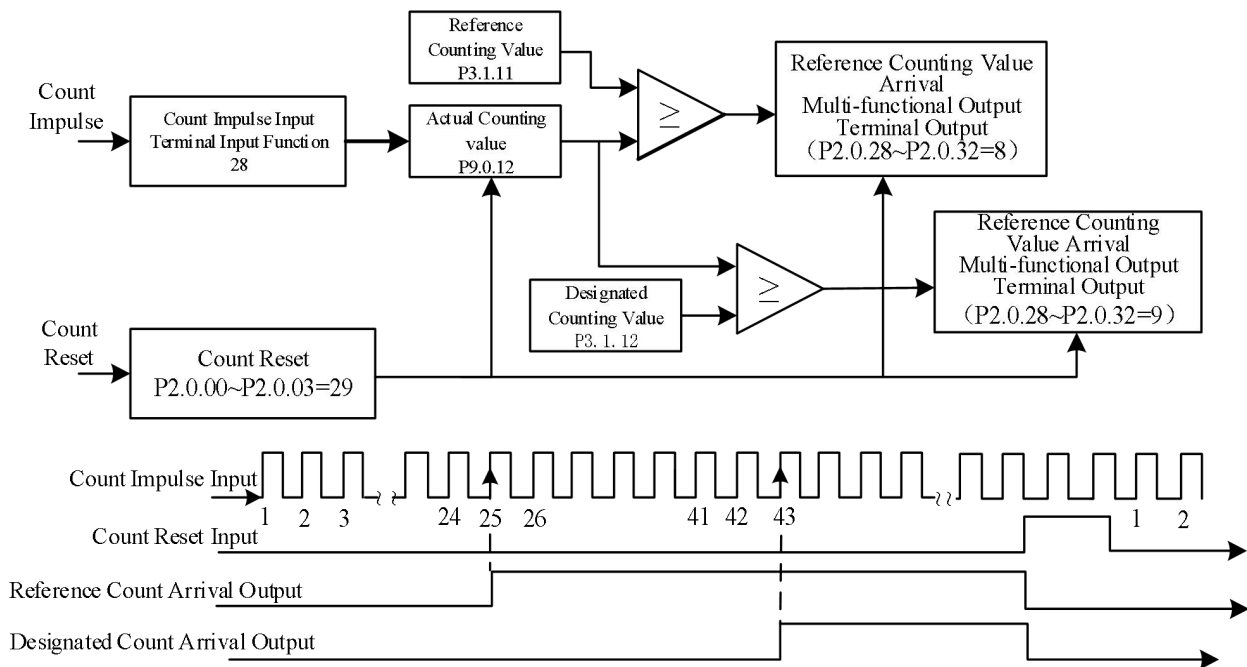 Reference
Counting Value
P3.1.11
Reference Counting Value
Arrival
Multi-functional Output
Terminal Output
（P2.0.28~P2.0.32=8）
Count
Impulse
Count Impulse Input
Terminal Input Function
28
Actual Counting
value
P9.0.12
≥
Reference Counting
Value Arrival
Multi-functional Output
Terminal Output
（P2.0.28~P2.0.32=9）
≥
Designated
Counting Value
P3.1.12
Count
Reset
Count Reset
P2.0.00~P2.0.03=29
Count Impulse Input
1 2 3 24 25 26 41 42 43 1 2
Count Reset Input
Reference Count Arrival Output
Designated Count Arrival Output